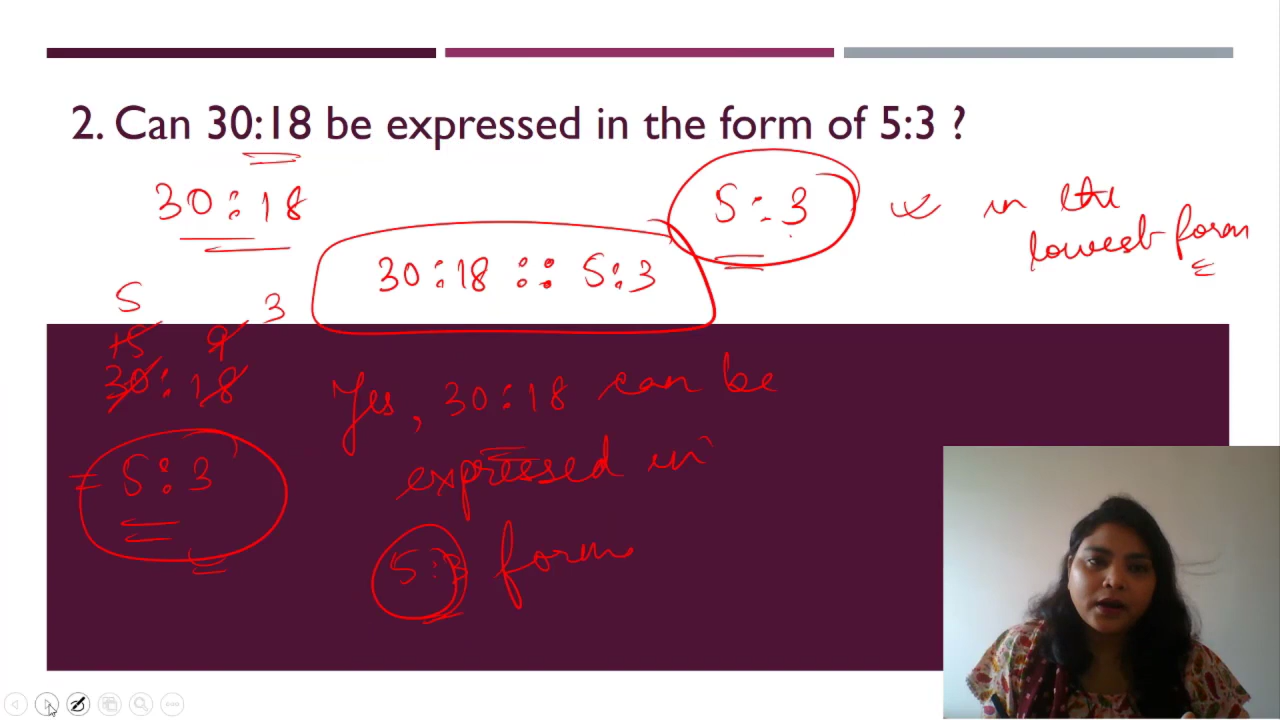 2. Can 30:18 be expressed in the form of 5:3 ?
30:18
5:3
in the
lowest form
30:18 :: 5:3
5 3
15 9
30:18
= 5:3
Yes, 30:18 can be
expressed in
5:3 form